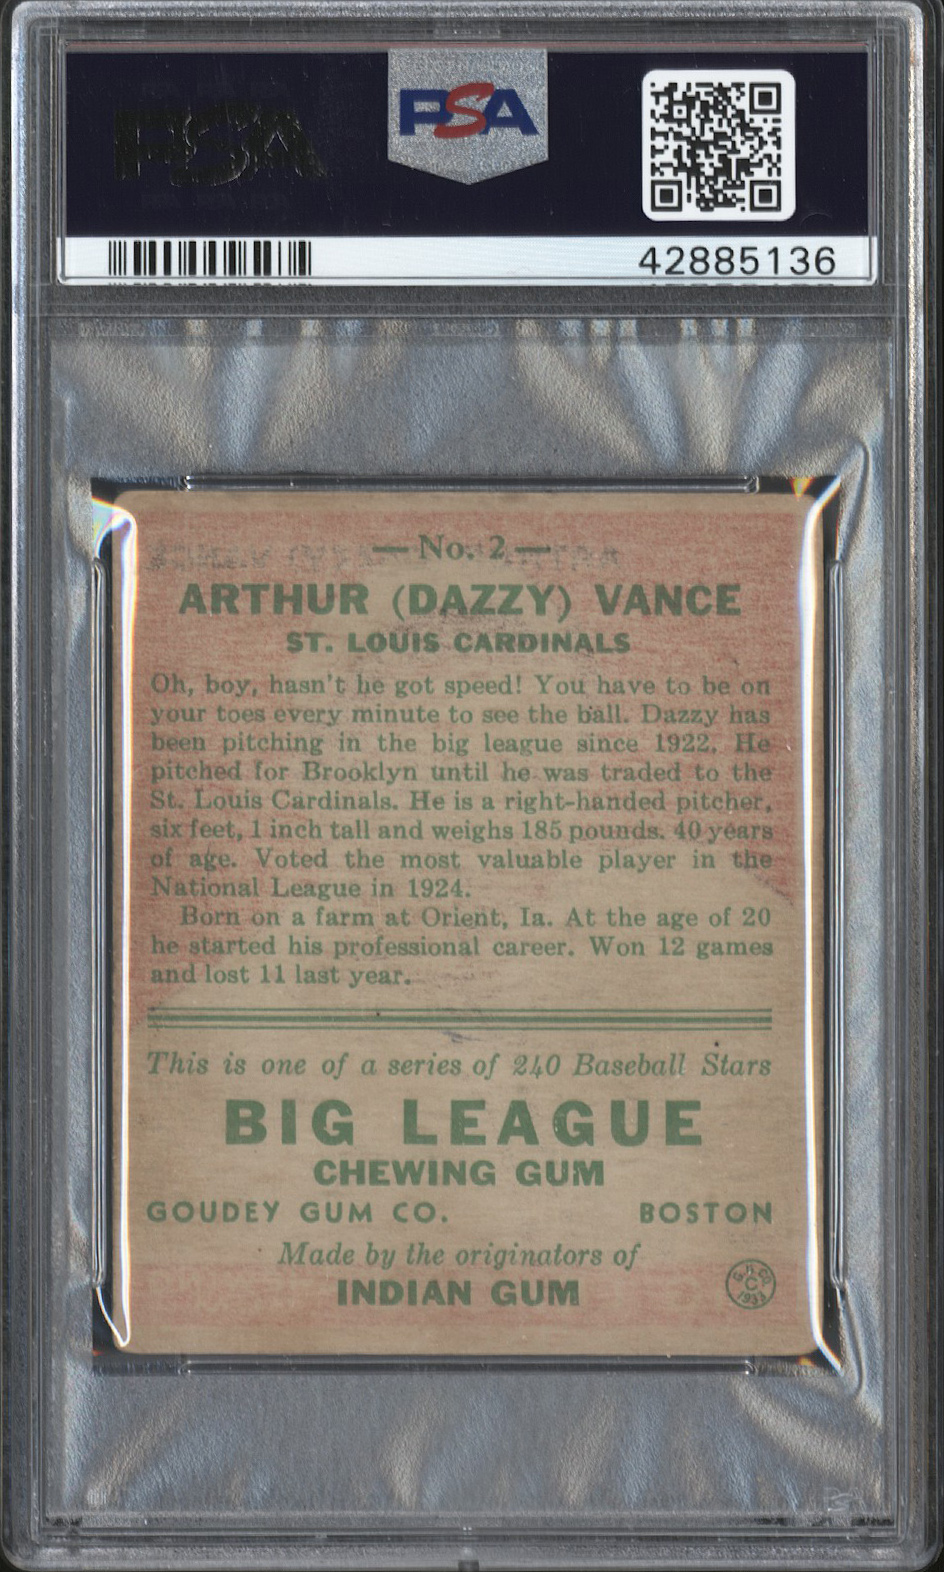 PSA
42885136
— No. 2 —
ARTHUR (DAZZY) VANCE
ST. LOUIS CARDINALS
Oh, boy, hasn't he got speed! You have to be on
your toes every minute to see the ball. Dazzy has
been pitching in the big league since 1922. He
pitched for Brooklyn until he was traded to the
St. Louis Cardinals. He is a right-handed pitcher,
six feet, 1 inch tall and weighs 185 pounds. 40 years
of age. Voted the most valuable player in the
National League in 1924.
Born on a farm at Orient, Ia. At the age of 20
he started his professional career. Won 12 games
and lost 11 last year.
This is one of a series of 240 Baseball Stars
BIG LEAGUE
CHEWING GUM
GOUDEY GUM CO. BOSTON
Made by the originators of
INDIAN GUM
G. G. CO.
C
1933
PSA